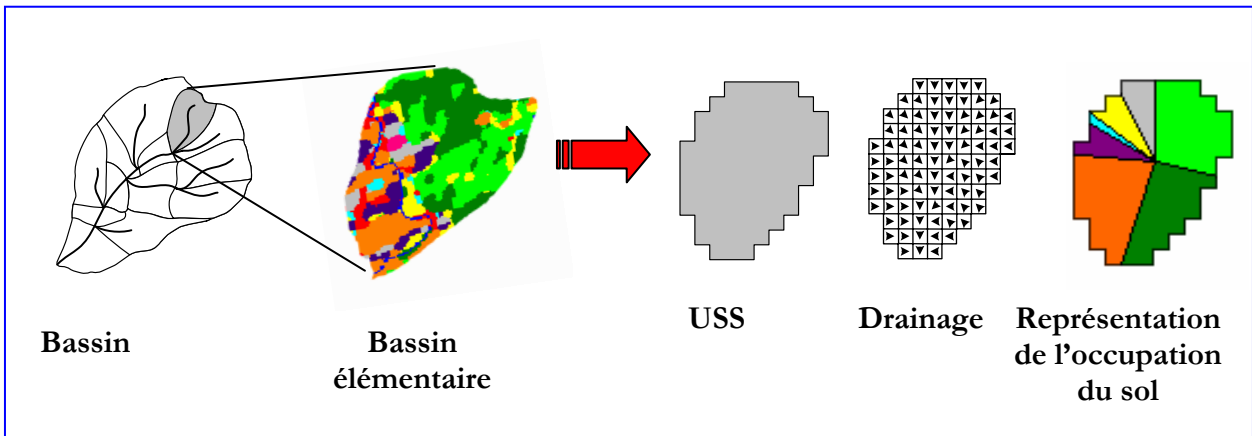 Bassin
Bassin
élémentaire
USS
Drainage
Représentation
de l’occupation
du sol